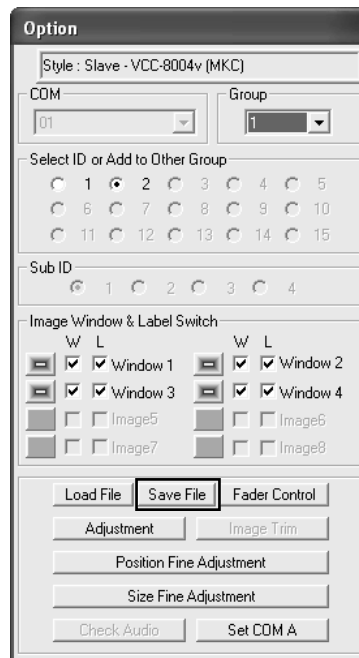 Option
Style : Slave - VCC-8004v (MKC)
COM Group
01 1
Select ID or Add to Other Group
1 2 3 4 5
6 7 8 9 10
11 12 13 14 15
Sub ID
1 2 3 4
Image Window & Label Switch
W L W L
Window 1 Window 2
Window 3 Window 4
Image5 Image6
Image7 Image8
Load File Save File Fader Control
Adjustment Image Trim
Position Fine Adjustment
Size Fine Adjustment
Check Audio Set COM A